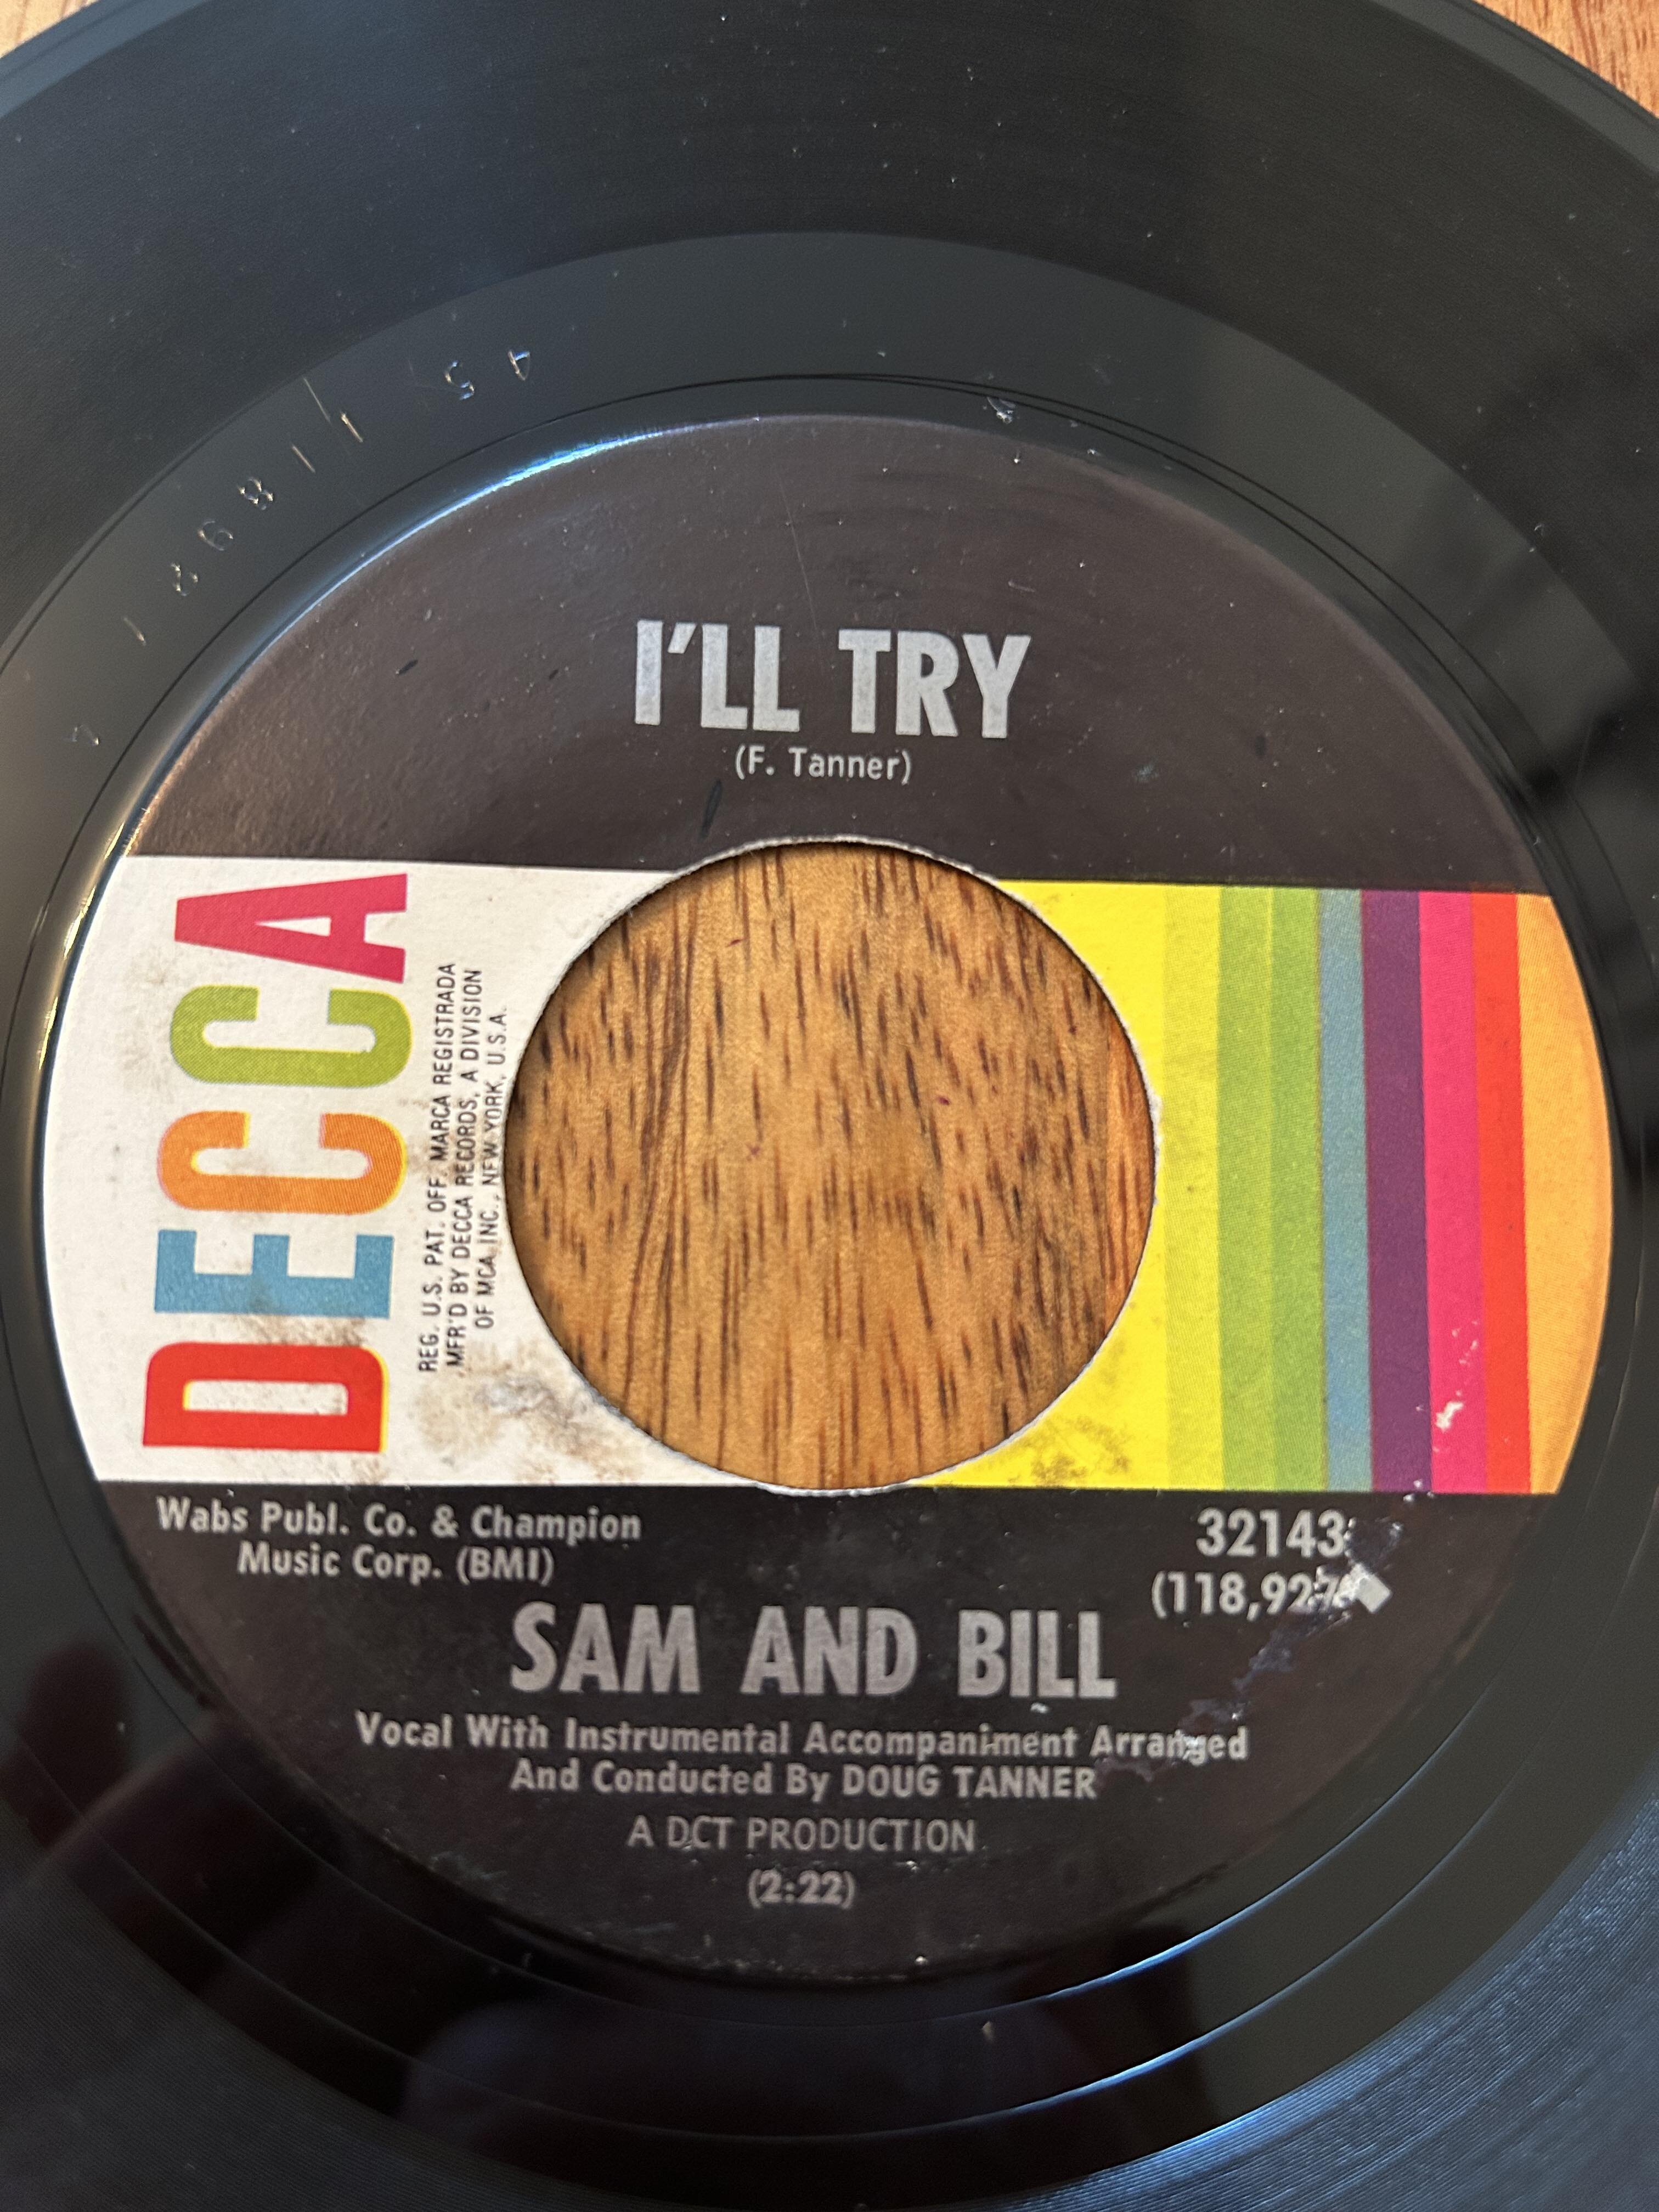 I'LL TRY
(F. Tanner)
DECCA
REG. U.S. PAT. OFF. MARCA REGISTRADA
MFR'D BY DECCA RECORDS, A DIVISION
OF MCA, INC., NEW YORK, U.S.A.
Wabs Publ. Co. & Champion
Music Corp. (BMI)
32143
SAM AND BILL
Vocal With Instrumental Accompaniment Arranged
And Conducted By DOUG TANNER
A DCT PRODUCTION
(2:22)
45